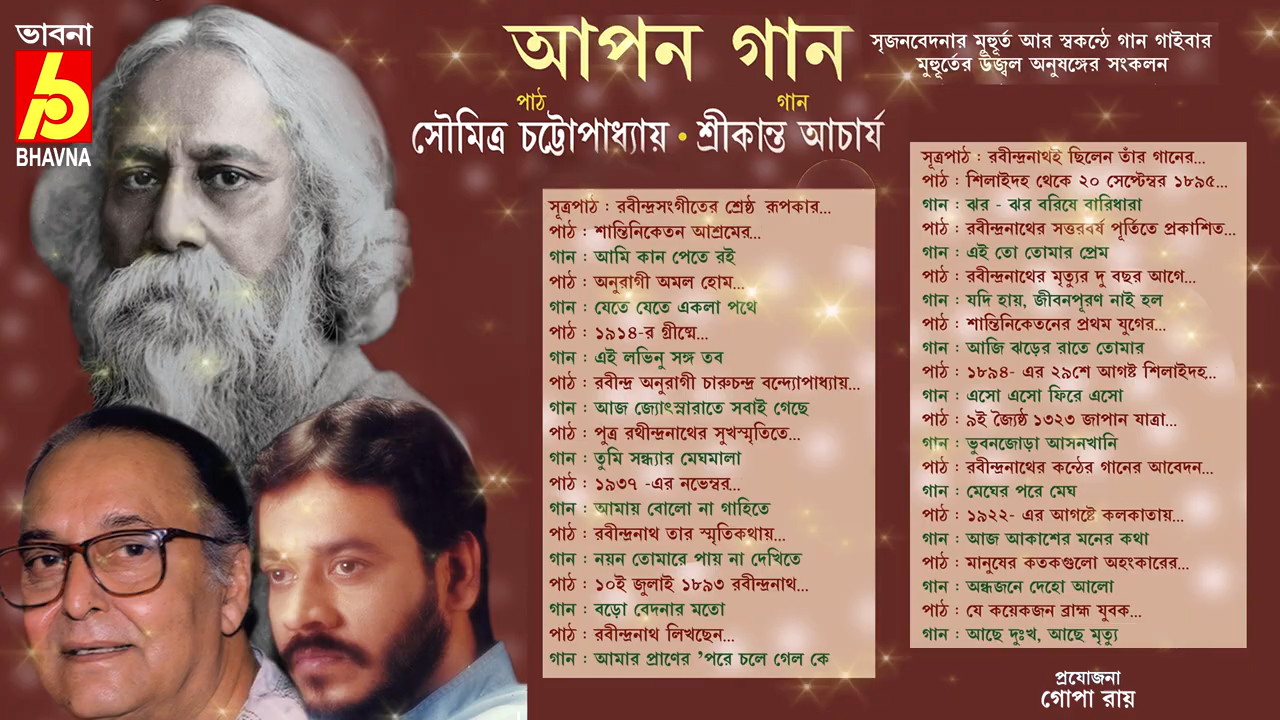 ভাবনা
BHAVNA
আপন গান
সৃজনবেদনার মুহূর্ত আর স্বকন্ঠে গান গাইবার
মুহূর্তের উজ্বল অনুষঙ্গের সংকলন
পাঠ গান
সৌমিত্র চট্টোপাধ্যায় • শ্রীকান্ত আচার্য
সূত্রপাঠ : রবীন্দ্রসংগীতের শ্রেষ্ঠ রূপকার...
পাঠ : শান্তিনিকেতন আশ্রমের...
গান : আমি কান পেতে রই
পাঠ : অনুরাগী অমল হোম...
গান : যেতে যেতে একলা পথে
পাঠ : ১৯১৪-র গ্রীষ্মে...
গান : এই লভিনু সঙ্গ তব
পাঠ : রবীন্দ্র অনুরাগী চারুচন্দ্র বন্দ্যোপাধ্যায়...
গান : আজ জ্যোৎস্নারাতে সবাই গেছে
পাঠ : পুত্র রথীন্দ্রনাথের সুখস্মৃতিতে...
গান : তুমি সন্ধ্যার মেঘমালা
পাঠ : ১৯৩৭ -এর নভেম্বর...
গান : আমায় বোলো না গাহিতে
পাঠ : রবীন্দ্রনাথ তার স্মৃতিকথায়...
গান : নয়ন তোমারে পায় না দেখিতে
পাঠ : ১০ই জুলাই ১৮৯৩ রবীন্দ্রনাথ...
গান : বড়ো বেদনার মতো
পাঠ : রবীন্দ্রনাথ লিখছেন...
গান : আমার প্রাণের ’পরে চলে গেল কে
সূত্রপাঠ : রবীন্দ্রনাথই ছিলেন তাঁর গানের...
পাঠ : শিলাইদহ থেকে ২০ সেপ্টেম্বর ১৮৯৫...
গান : ঝর - ঝর বরিষে বারিধারা
পাঠ : রবীন্দ্রনাথের সত্তরবর্ষ পূর্তিতে প্রকাশিত...
গান : এই তো তোমার প্রেম
পাঠ : রবীন্দ্রনাথের মৃত্যুর দু বছর আগে...
গান : যদি হায়, জীবনপূরণ নাই হল
পাঠ : শান্তিনিকেতনের প্রথম যুগের...
গান : আজি ঝড়ের রাতে তোমার
পাঠ : ১৮৯৪- এর ২৯শে আগষ্ট শিলাইদহ...
গান : এসো এসো ফিরে এসো
পাঠ : ৯ই জ্যৈষ্ঠ ১৩২৩ জাপান যাত্রা...
গান : ভুবনজোড়া আসনখানি
পাঠ : রবীন্দ্রনাথের কন্ঠের গানের আবেদন...
গান : মেঘের পরে মেঘ
পাঠ : ১৯২২- এর আগষ্টে কলকাতায়...
গান : আজ আকাশের মনের কথা
পাঠ : মানুষের কতকগুলো অহংকারের...
গান : অন্ধজনে দেহো আলো
পাঠ : যে কয়েকজন ব্রাহ্ম যুবক...
গান : আছে দুঃখ, আছে মৃত্যু
প্রযোজনা
গোপা রায়